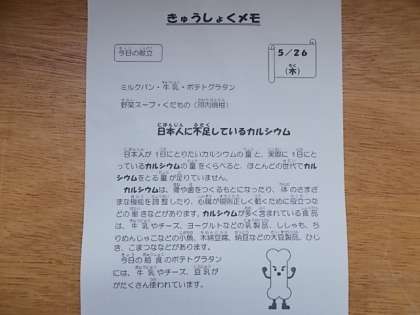 きゅうしょくメモ
今日の献立
5/26
(木)
ミルクパン・牛乳・ポテトグラタン
野菜スープ・くだもの(河内晩柑)
日本人に不足しているカルシウム
日本人が1日にとりたいカルシウムの量と、実際に1日にと
っているカルシウムの量をくらべると、ほとんどの世代でカル
シウムをとる量が足りていません。
カルシウムは、骨や歯をつくるもとになったり、体のさまざ
まな機能を調整したり、心臓が規則正しく動くために役立つな
どの働きなどがあります。カルシウムが多く含まれている食品
は、牛乳やチーズ、ヨーグルトなどの乳製品、ししゃも、ち
りめんじゃこなどの小魚、木綿豆腐、納豆などの大豆製品、ひじ
き、こまつななどがあります。
今日の給食のポテトグラタン
には、牛乳やチーズ、豆乳が
がたくさん使われています。